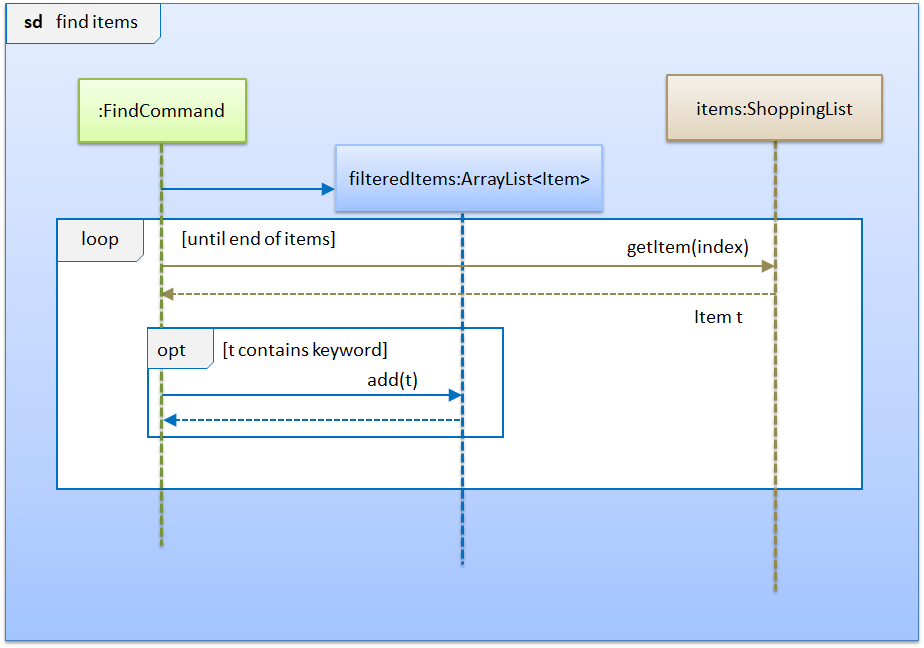 sd find items
:FindCommand
items:ShoppingList
filteredItems:ArrayList<Item>
loop
[until end of items]
getItem(index)
Item t
opt
[t contains keyword]
add(t)